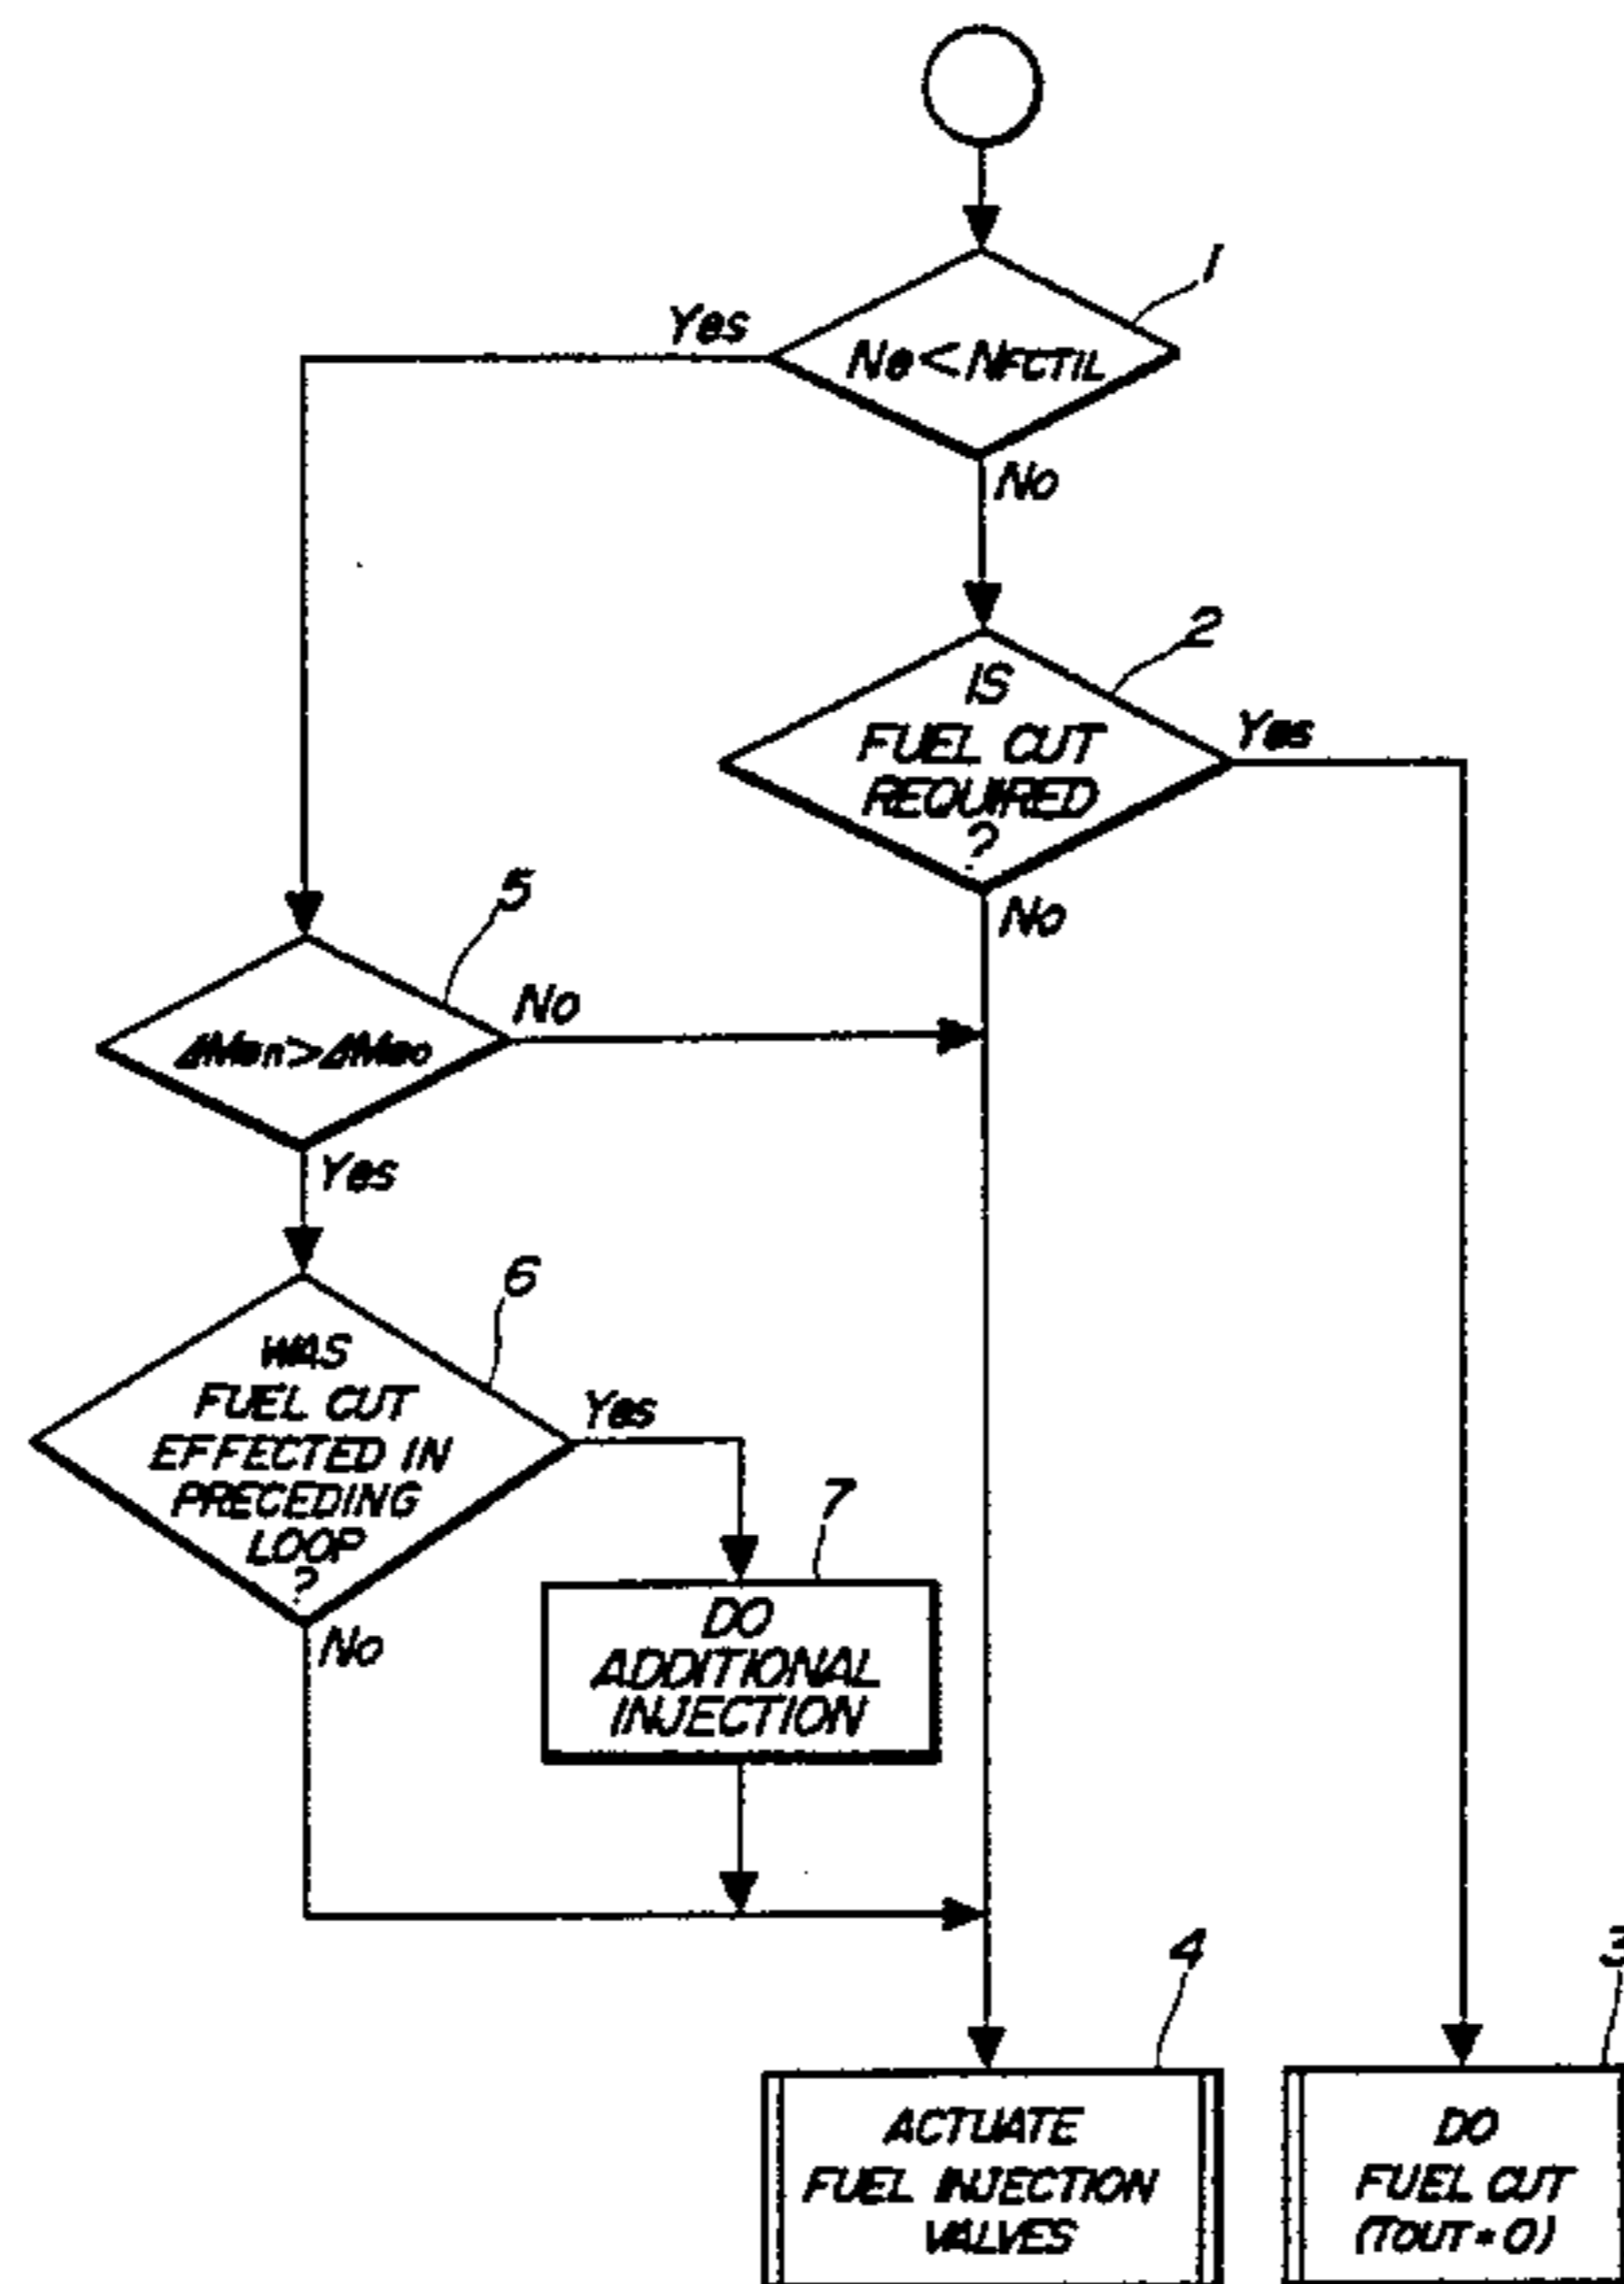 1
Yes
Ne<NFCTIL
No
2
IS
FUEL CUT
REQUIRED
?
Yes
No
5
ΔMen>ΔMeo
No
Yes
6
WAS
FUEL CUT
EFFECTED IN
PRECEDING
LOOP
?
Yes
No
7
DO
ADDITIONAL
INJECTION
4
ACTUATE
FUEL INJECTION
VALVES
3
DO
FUEL CUT
(TOUT=0)